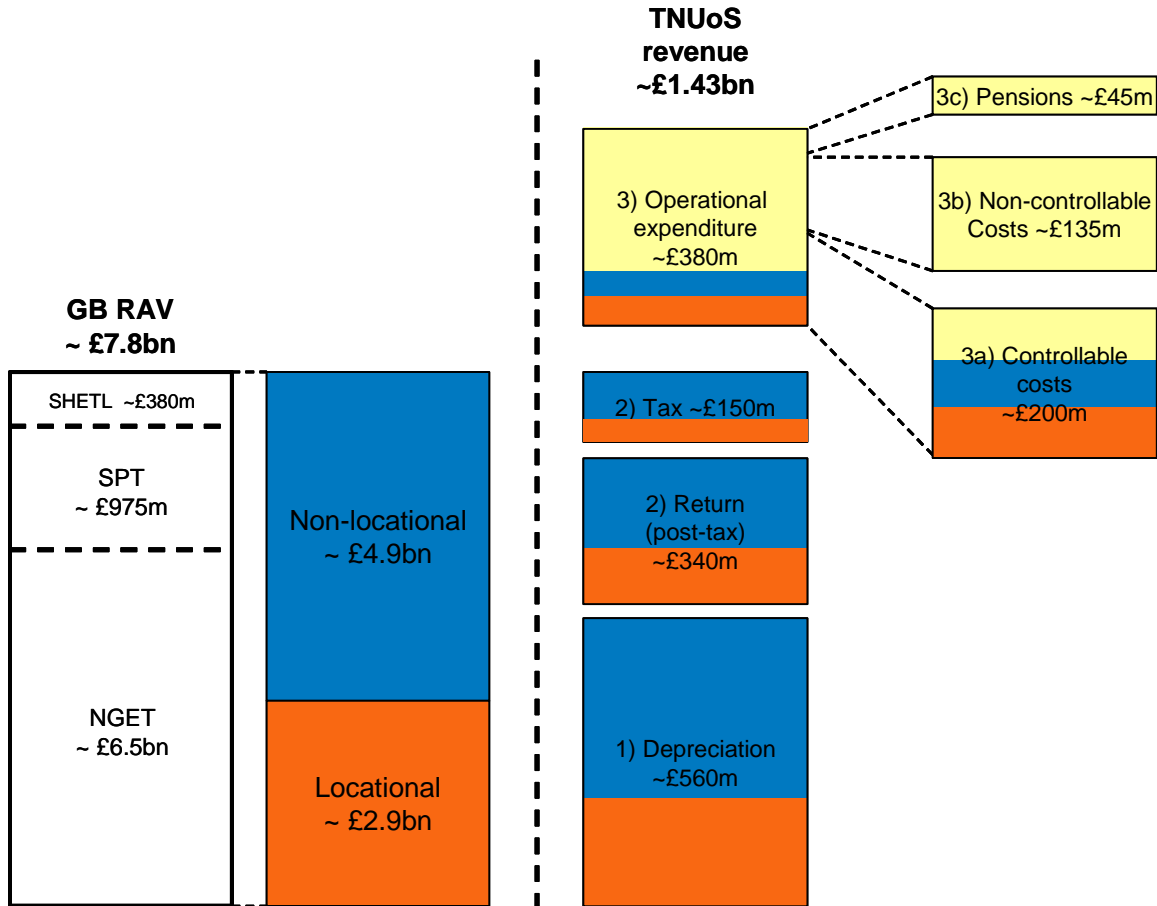 GB RAV
~ £7.8bn
SHETL ~£380m
SPT
~ £975m
NGET
~ £6.5bn
Non-locational
~ £4.9bn
Locational
~ £2.9bn
TNUoS
revenue
~£1.43bn
3) Operational
expenditure
~£380m
2) Tax ~£150m
2) Return
(post-tax)
~£340m
1) Depreciation
~£560m
3c) Pensions ~£45m
3b) Non-controllable
Costs ~£135m
3a) Controllable
costs
~£200m